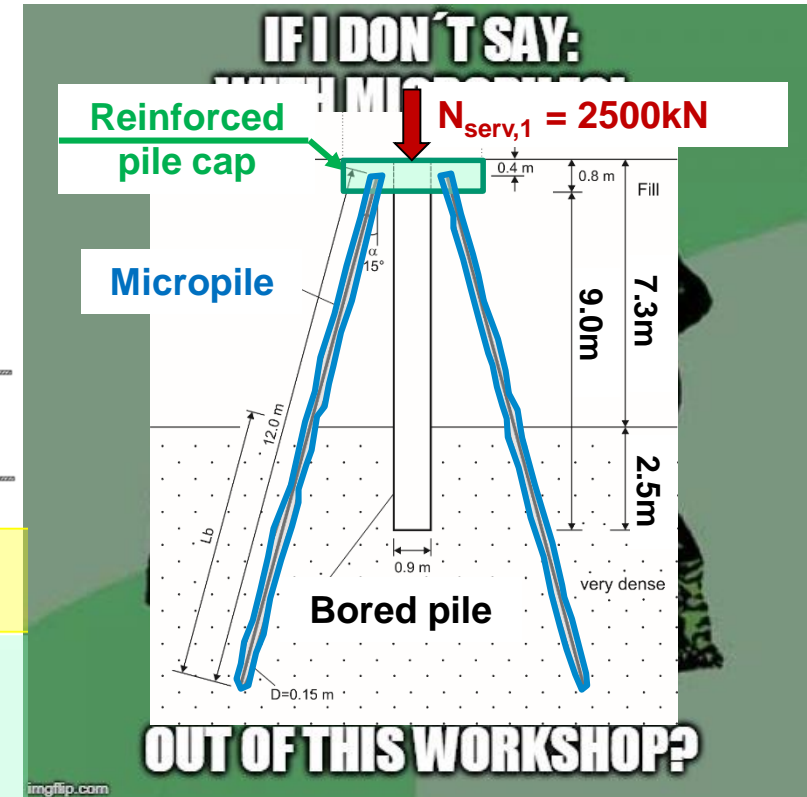 IF I DON´T SAY:
Reinforced
pile cap
N_serv,1 = 2500kN
0.4 m
0.8 m
Fill
α
15°
Micropile
9.0m
7.3m
12.0 m
Lb
2.5m
0.9 m
very dense
Bored pile
D=0.15 m
OUT OF THIS WORKSHOP?
imgflip.com